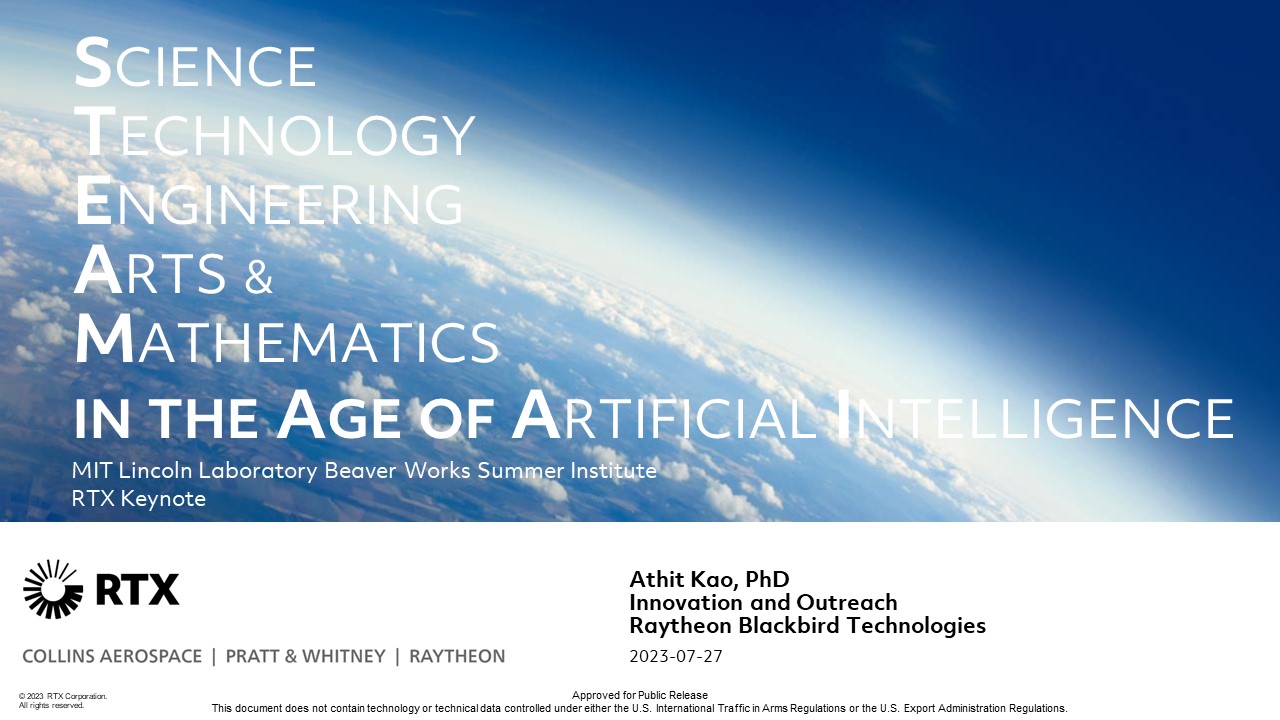 SCIENCE
TECHNOLOGY
ENGINEERING
ARTS &
MATHEMATICS
IN THE AGE OF ARTIFICIAL INTELLIGENCE
MIT Lincoln Laboratory Beaver Works Summer Institute
RTX Keynote
RTX
COLLINS AEROSPACE | PRATT & WHITNEY | RAYTHEON
Athit Kao, PhD
Innovation and Outreach
Raytheon Blackbird Technologies
2023-07-27
© 2023 RTX Corporation.
All rights reserved.
Approved for Public Release
This document does not contain technology or technical data controlled under either the U.S. International Traffic in Arms Regulations or the U.S. Export Administration Regulations.